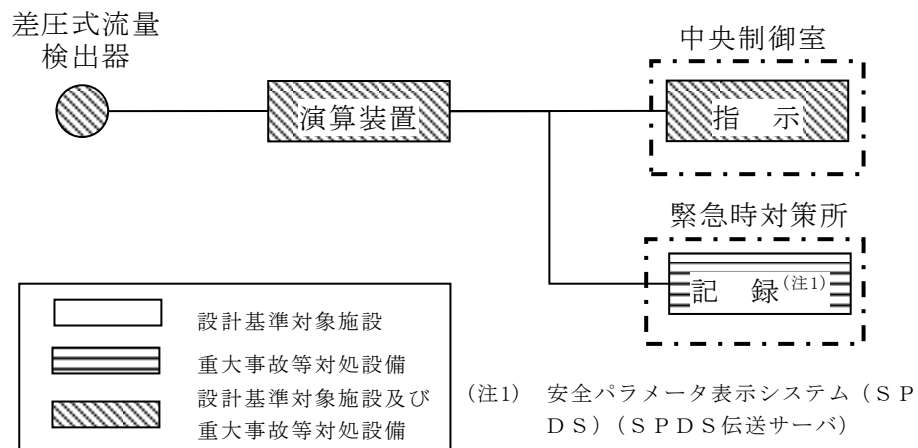 差圧式流量
検出器
演算装置
中央制御室
指　示
緊急時対策所
記　録(注1)
設計基準対象施設
重大事故等対処設備
設計基準対象施設及び
重大事故等対処設備
(注1)　安全パラメータ表示システム（ＳＰ
ＤＳ）（ＳＰＤＳ伝送サーバ）